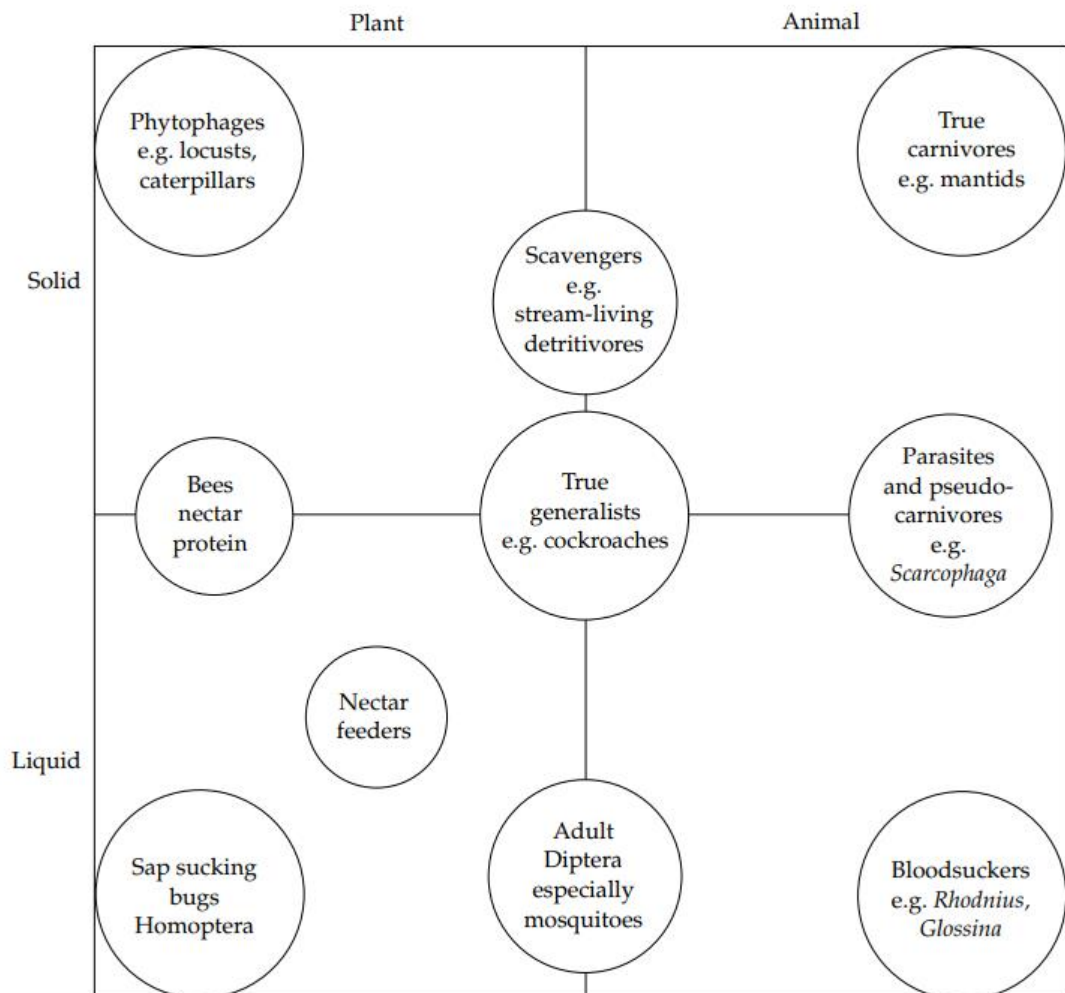 Plant
Animal
Phytophages
e.g. locusts,
caterpillars
True
carnivores
e.g. mantids
Solid
Scavengers
e.g.
stream-living
detritivores
Bees
nectar
protein
True
generalists
e.g. cockroaches
Parasites
and pseudo-
carnivores
e.g.
Scarcophaga
Nectar
feeders
Liquid
Sap sucking
bugs
Homoptera
Adult
Diptera
especially
mosquitoes
Bloodsuckers
e.g. Rhodnius,
Glossina